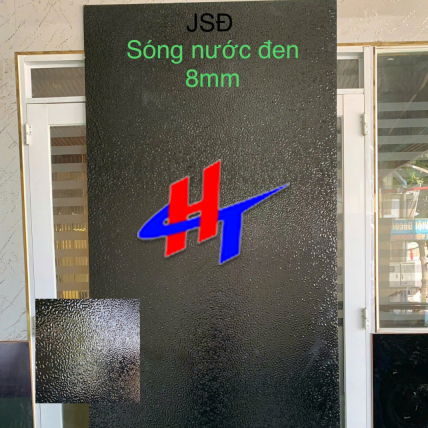 JSĐ
Sóng nước đen
8mm
HT